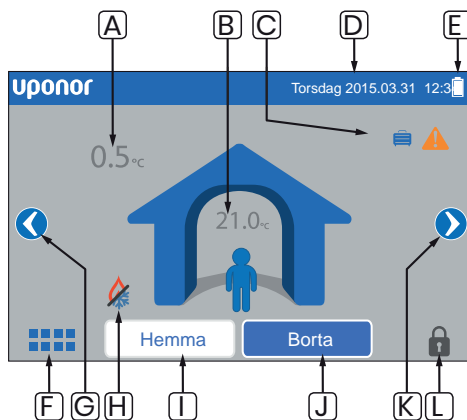 A B C D E
uponor Torsdag 2015.03.31 12:3
0.5°C
21.0°C
Hemma Borta
F G H I J K L